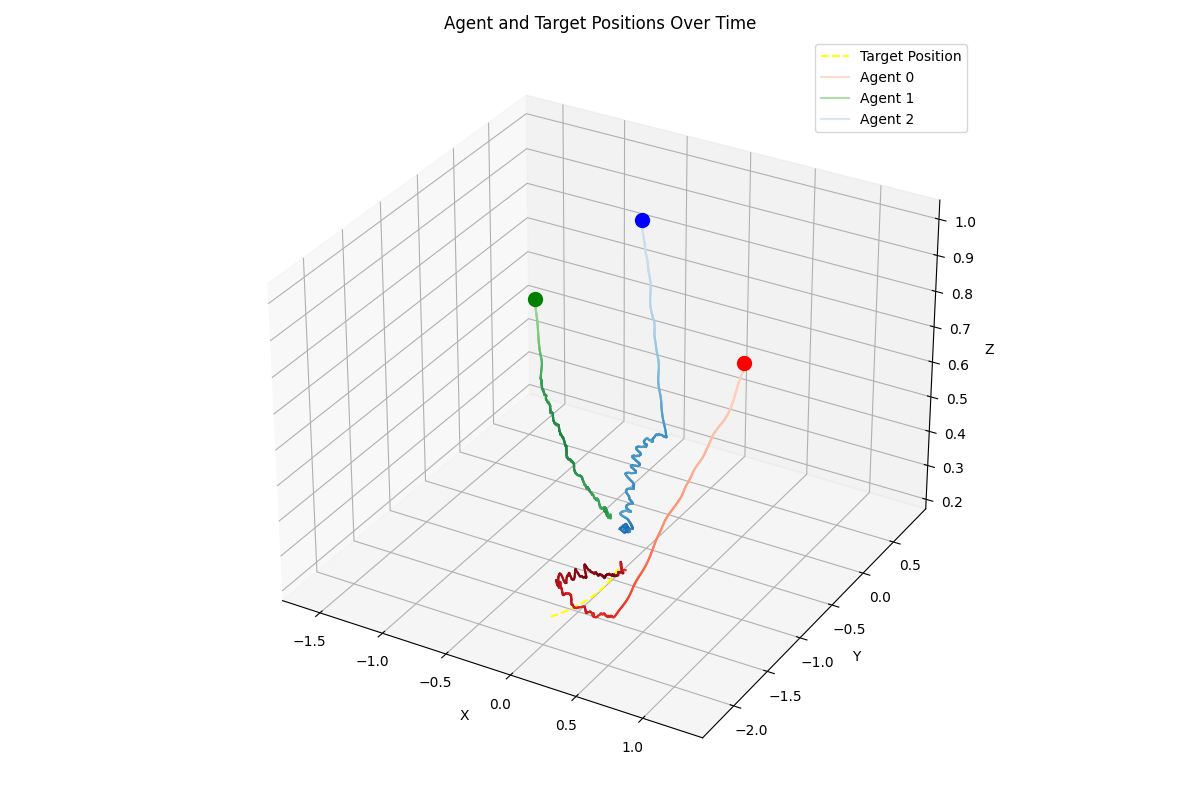 Agent and Target Positions Over Time
Target Position
Agent 0
Agent 1
Agent 2
1.0
0.9
0.8
0.7
0.6
0.5
0.4
0.3
0.2
Z
0.5
0.0
−0.5
−1.0
−1.5
−2.0
Y
−1.5
−1.0
−0.5
0.0
0.5
1.0
X